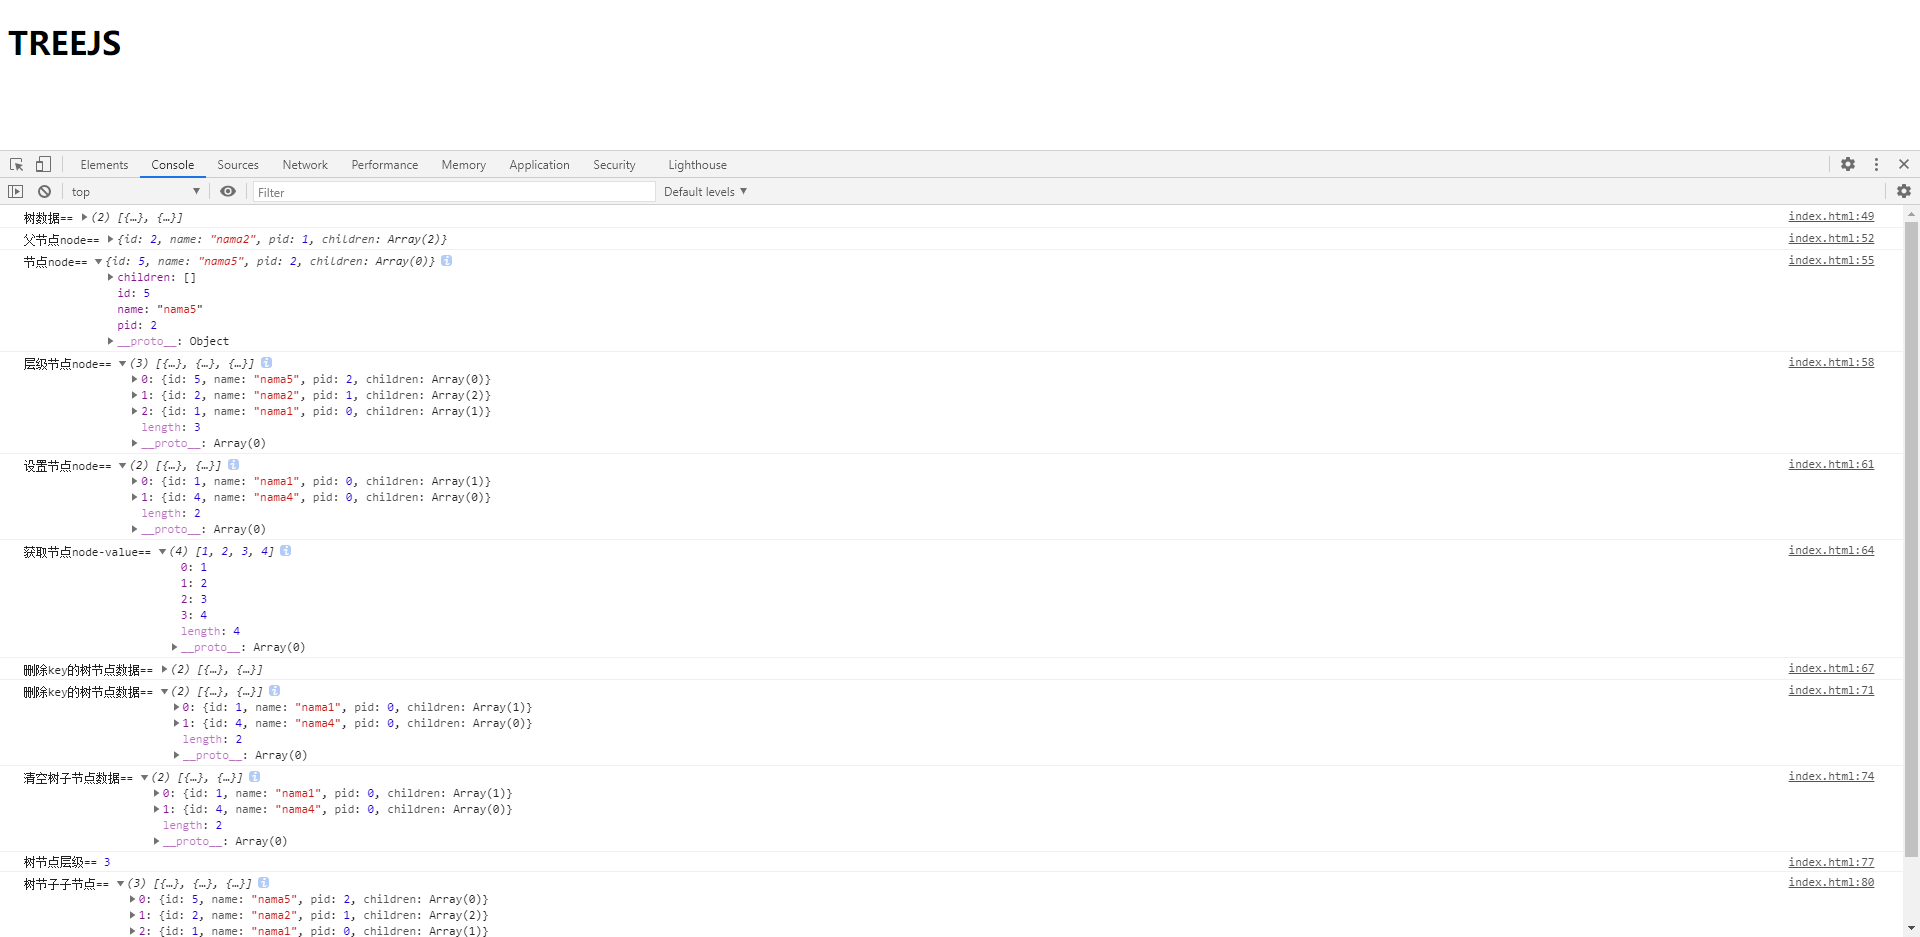 TREEJS
Elements Console Sources Network Performance Memory Application Security Lighthouse
top Filter Default levels
树数据== (2) [{…}, {…}] index.html:49
父节点node== {id: 2, name: "nama2", pid: 1, children: Array(2)} index.html:52
节点node== {id: 5, name: "nama5", pid: 2, children: Array(0)} index.html:55
children: []
id: 5
name: "nama5"
pid: 2
__proto__: Object
层级节点node== (3) [{…}, {…}, {…}] index.html:58
0: {id: 5, name: "nama5", pid: 2, children: Array(0)}
1: {id: 2, name: "nama2", pid: 1, children: Array(2)}
2: {id: 1, name: "nama1", pid: 0, children: Array(1)}
length: 3
__proto__: Array(0)
设置节点node== (2) [{…}, {…}] index.html:61
0: {id: 1, name: "nama1", pid: 0, children: Array(1)}
1: {id: 4, name: "nama4", pid: 0, children: Array(0)}
length: 2
__proto__: Array(0)
获取节点node-value== (4) [1, 2, 3, 4] index.html:64
0: 1
1: 2
2: 3
3: 4
length: 4
__proto__: Array(0)
删除key的树节点数据== (2) [{…}, {…}] index.html:67
删除key的树节点数据== (2) [{…}, {…}] index.html:71
0: {id: 1, name: "nama1", pid: 0, children: Array(1)}
1: {id: 4, name: "nama4", pid: 0, children: Array(0)}
length: 2
__proto__: Array(0)
清空树子节点数据== (2) [{…}, {…}] index.html:74
0: {id: 1, name: "nama1", pid: 0, children: Array(1)}
1: {id: 4, name: "nama4", pid: 0, children: Array(0)}
length: 2
__proto__: Array(0)
树节点层级== 3 index.html:77
树节子子节点== (3) [{…}, {…}, {…}] index.html:80
0: {id: 5, name: "nama5", pid: 2, children: Array(0)}
1: {id: 2, name: "nama2", pid: 1, children: Array(2)}
2: {id: 1, name: "nama1", pid: 0, children: Array(1)}